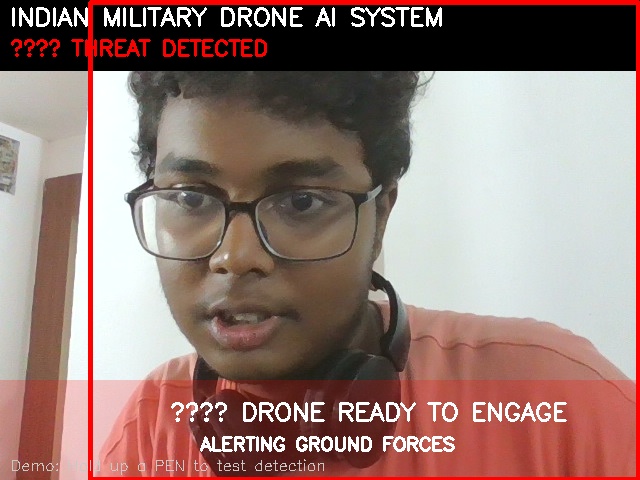 INDIAN MILITARY DRONE AI SYSTEM
???? THREAT DETECTED
???? DRONE READY TO ENGAGE
ALERTING GROUND FORCES
Demo: up a PEN to test detection